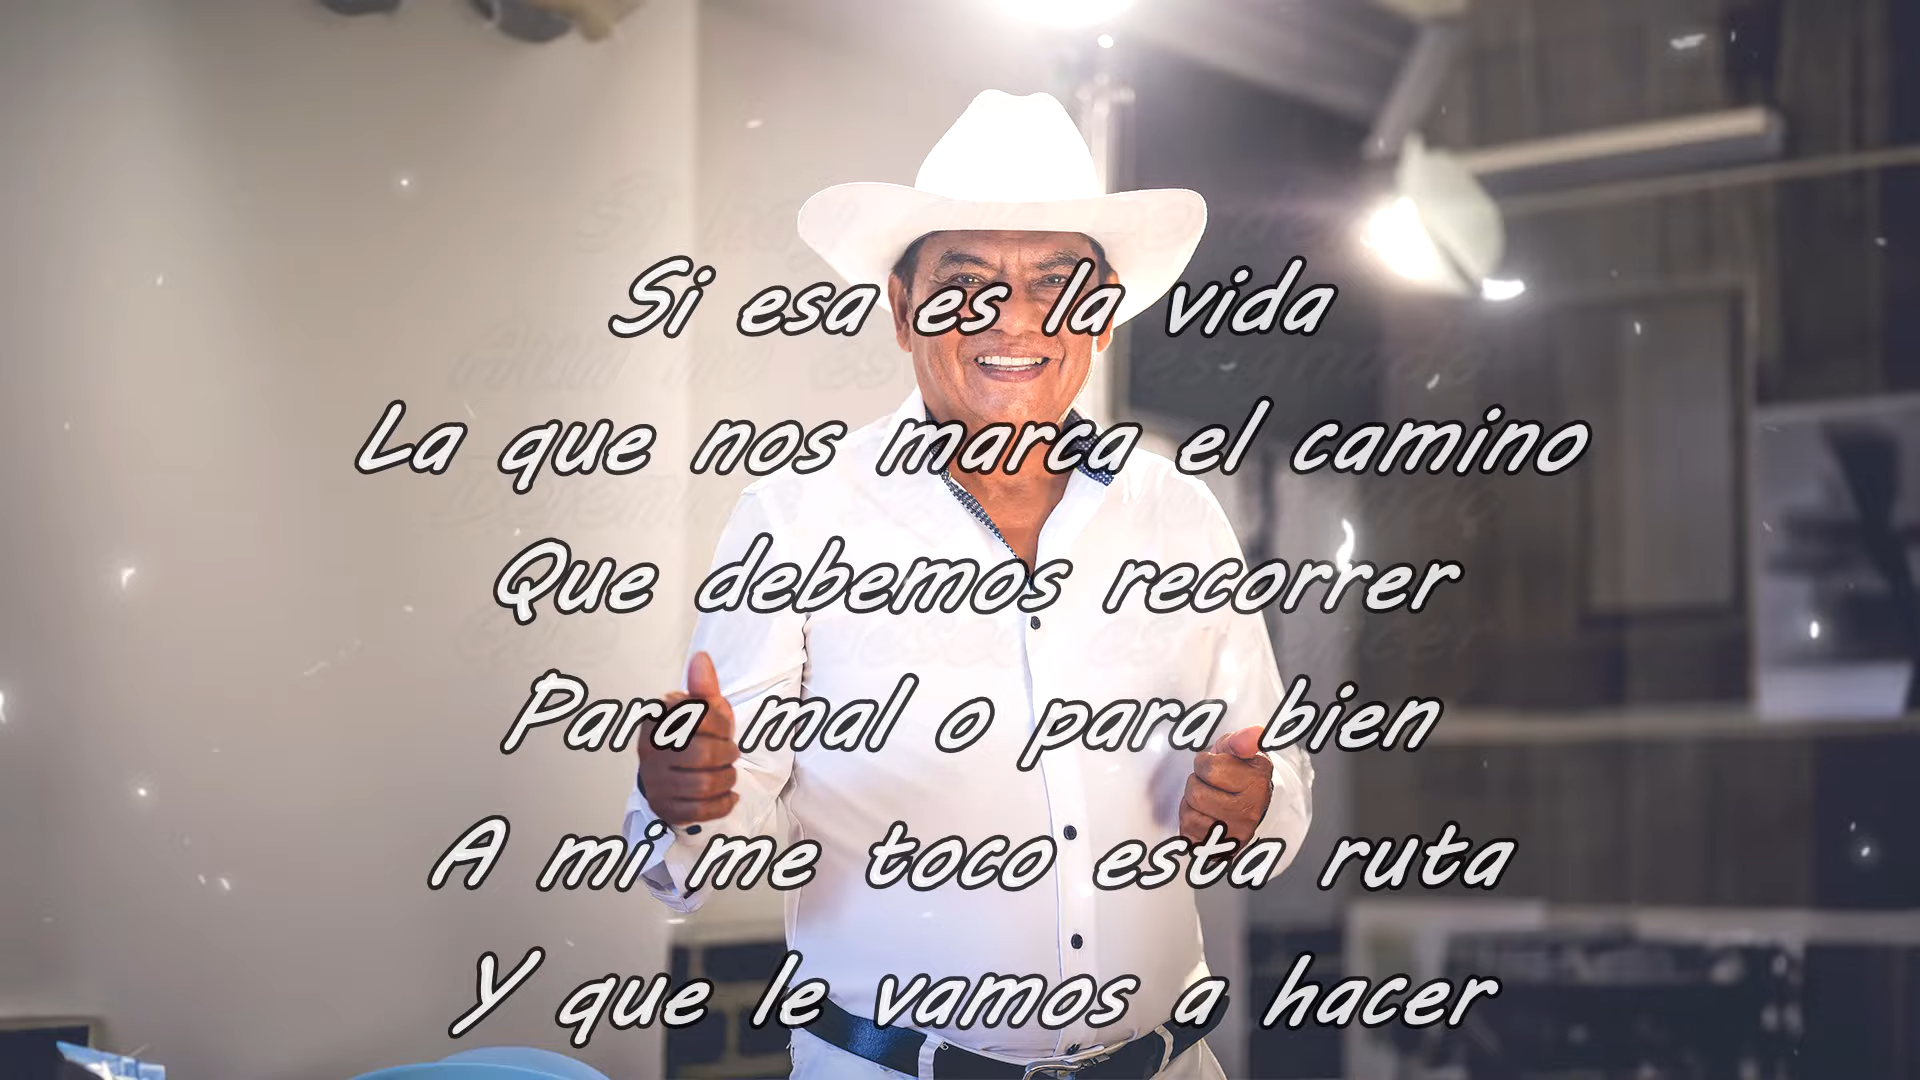 Si esa es la vida
La que nos marca el camino
Que debemos recorrer
Para mal o para bien
A mi me toco esta ruta
Y que le vamos a hacer